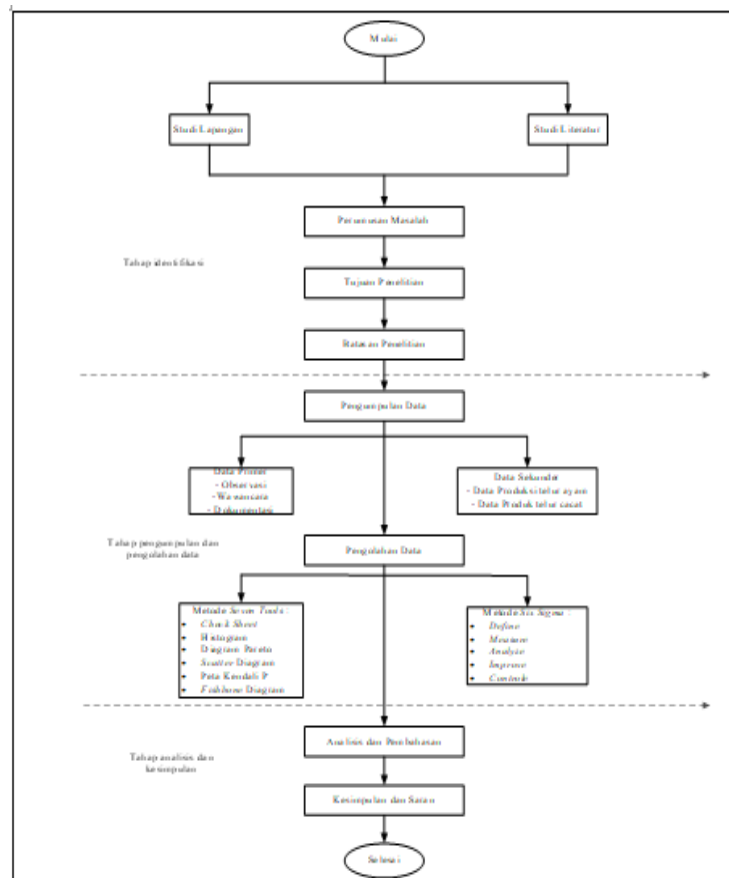 Mulai
Studi Lapangan
Studi Literatur
Perumusan Masalah
Tahap identifikasi
Tujuan Penelitian
Batasan Penelitian
Pengumpulan Data
Data Primer
- Observasi
- Wawancara
- Dokumentasi
Data Sekunder
- Data Produksi telur ayam
- Data Produk telur cacat
Tahap pengumpulan dan
pengolahan data
Pengolahan Data
Metode Seven Tools :
• Check Sheet
• Histogram
• Diagram Pareto
• Scatter Diagram
• Peta Kendali P
• Fishbone Diagram
Metode Six Sigma :
• Define
• Measure
• Analyze
• Improve
• Controls
Tahap analisis dan
kesimpulan
Analisis dan Pembahasan
Kesimpulan dan Saran
Selesai